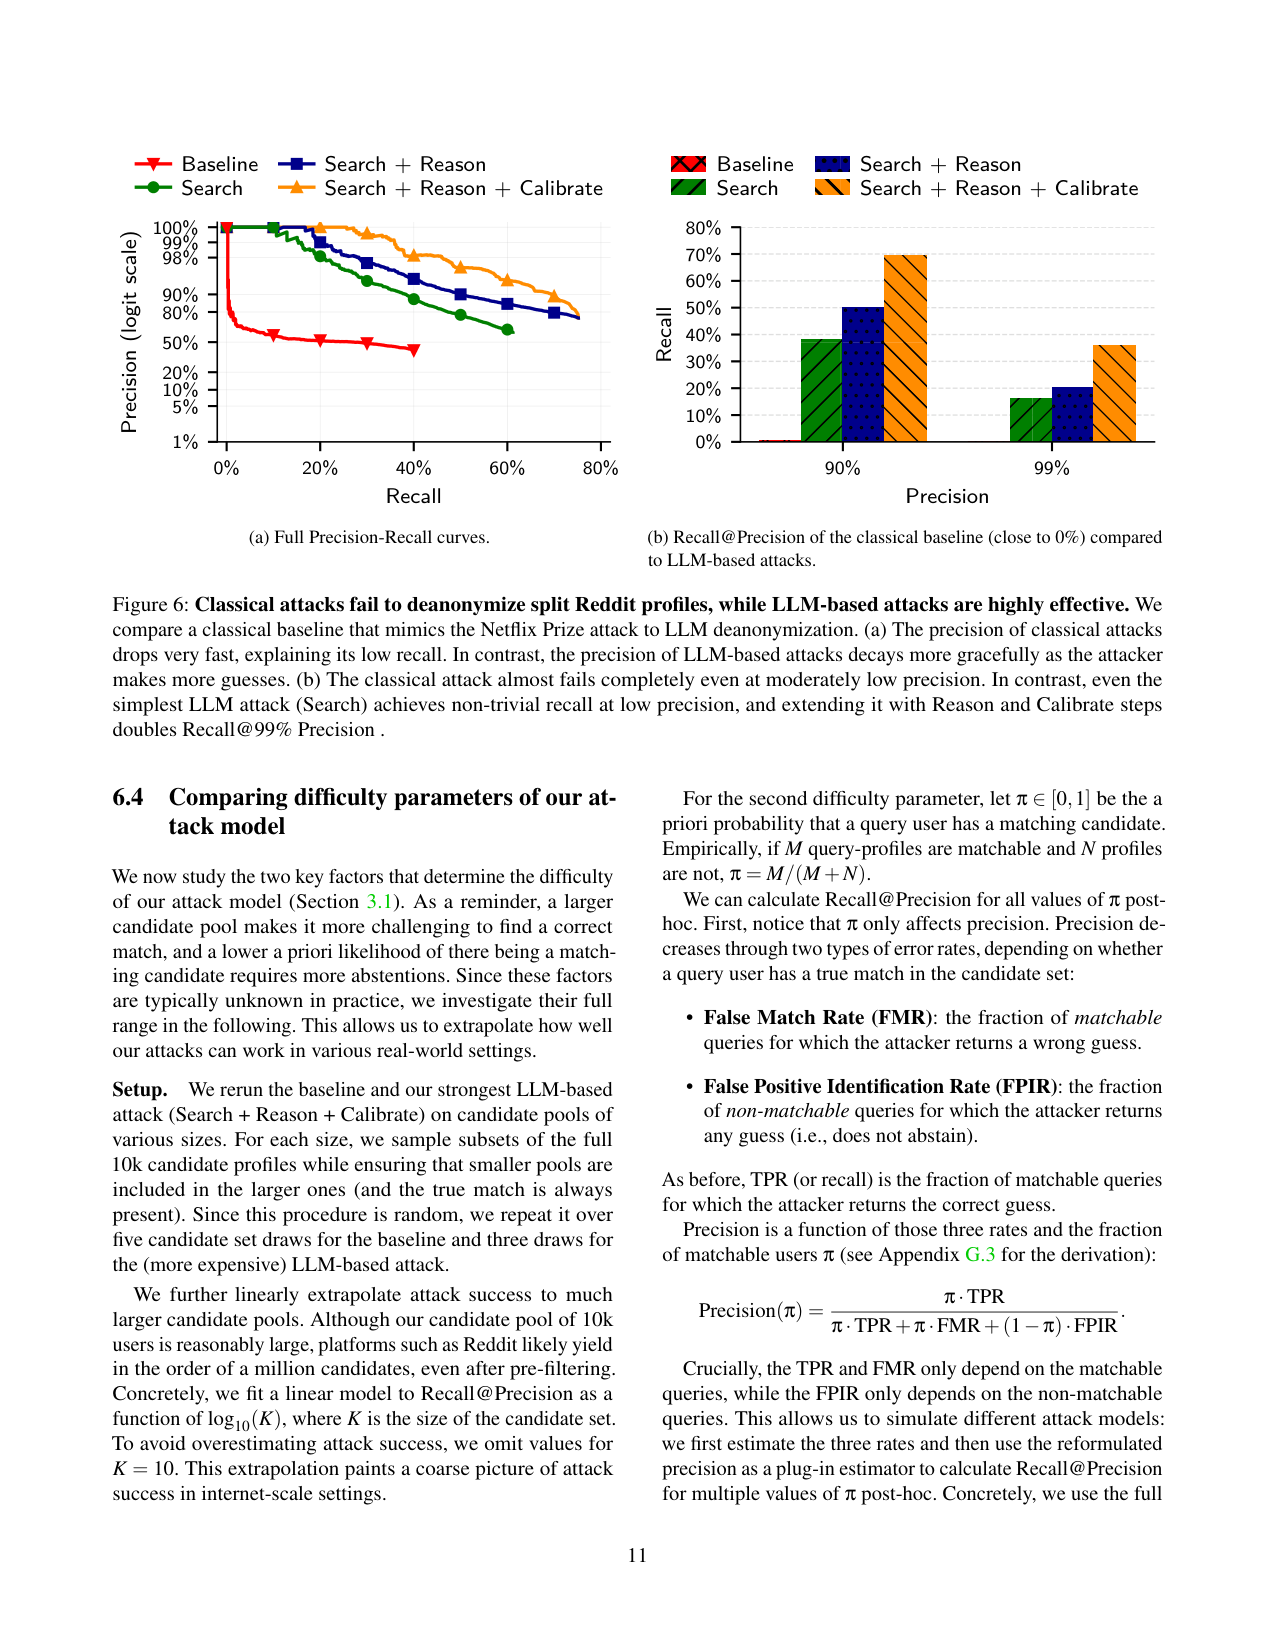 Baseline
Search
Search + Reason
Search + Reason + Calibrate
Precision (logit scale)
100%
99%
98%
90%
80%
50%
20%
10%
5%
1%
0%
20%
40%
60%
80%
Recall
(a) Full Precision-Recall curves.
Baseline
Search
Search + Reason
Search + Reason + Calibrate
Recall
80%
70%
60%
50%
40%
30%
20%
10%
0%
90%
99%
Precision
(b) Recall@Precision of the classical baseline (close to 0%) compared
to LLM-based attacks.
Figure 6: Classical attacks fail to deanonymize split Reddit profiles, while LLM-based attacks are highly effective. We
compare a classical baseline that mimics the Netflix Prize attack to LLM deanonymization. (a) The precision of classical attacks
drops very fast, explaining its low recall. In contrast, the precision of LLM-based attacks decays more gracefully as the attacker
makes more guesses. (b) The classical attack almost fails completely even at moderately low precision. In contrast, even the
simplest LLM attack (Search) achieves non-trivial recall at low precision, and extending it with Reason and Calibrate steps
doubles Recall@99% Precision .
6.4 Comparing difficulty parameters of our at-
tack model
We now study the two key factors that determine the difficulty
of our attack model (Section 3.1). As a reminder, a larger
candidate pool makes it more challenging to find a correct
match, and a lower a priori likelihood of there being a match-
ing candidate requires more abstentions. Since these factors
are typically unknown in practice, we investigate their full
range in the following. This allows us to extrapolate how well
our attacks can work in various real-world settings.
Setup. We rerun the baseline and our strongest LLM-based
attack (Search + Reason + Calibrate) on candidate pools of
various sizes. For each size, we sample subsets of the full
10k candidate profiles while ensuring that smaller pools are
included in the larger ones (and the true match is always
present). Since this procedure is random, we repeat it over
five candidate set draws for the baseline and three draws for
the (more expensive) LLM-based attack.
We further linearly extrapolate attack success to much
larger candidate pools. Although our candidate pool of 10k
users is reasonably large, platforms such as Reddit likely yield
in the order of a million candidates, even after pre-filtering.
Concretely, we fit a linear model to Recall@Precision as a
function of log₁₀(K), where K is the size of the candidate set.
To avoid overestimating attack success, we omit values for
K = 10. This extrapolation paints a coarse picture of attack
success in internet-scale settings.
For the second difficulty parameter, let π ∈ [0,1] be the a
priori probability that a query user has a matching candidate.
Empirically, if M query-profiles are matchable and N profiles
are not, π = M/(M+N).
We can calculate Recall@Precision for all values of π post-
hoc. First, notice that π only affects precision. Precision de-
creases through two types of error rates, depending on whether
a query user has a true match in the candidate set:
• False Match Rate (FMR): the fraction of matchable
queries for which the attacker returns a wrong guess.
• False Positive Identification Rate (FPIR): the fraction
of non-matchable queries for which the attacker returns
any guess (i.e., does not abstain).
As before, TPR (or recall) is the fraction of matchable queries
for which the attacker returns the correct guess.
Precision is a function of those three rates and the fraction
of matchable users π (see Appendix G.3 for the derivation):
Precision(π) = π·TPR / (π·TPR + π·FMR + (1 − π)·FPIR).
Crucially, the TPR and FMR only depend on the matchable
queries, while the FPIR only depends on the non-matchable
queries. This allows us to simulate different attack models:
we first estimate the three rates and then use the reformulated
precision as a plug-in estimator to calculate Recall@Precision
for multiple values of π post-hoc. Concretely, we use the full
11